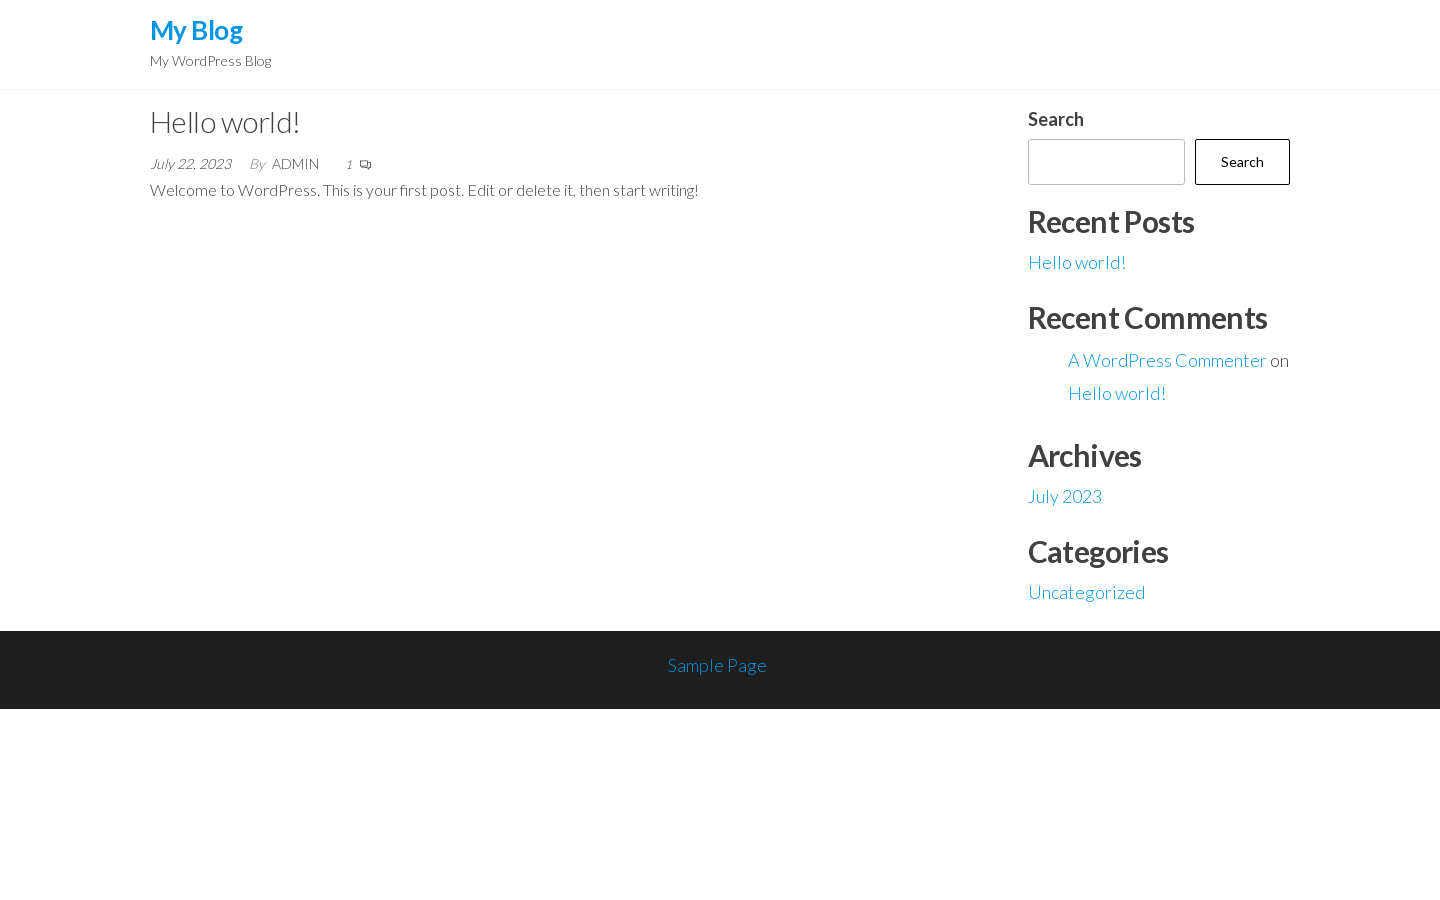 My Blog
My WordPress Blog
Hello world!
July 22, 2023 By ADMIN 1
Welcome to WordPress. This is your first post. Edit or delete it, then start writing!
Search
Search
Recent Posts
Hello world!
Recent Comments
A WordPress Commenter on
Hello world!
Archives
July 2023
Categories
Uncategorized
Sample Page